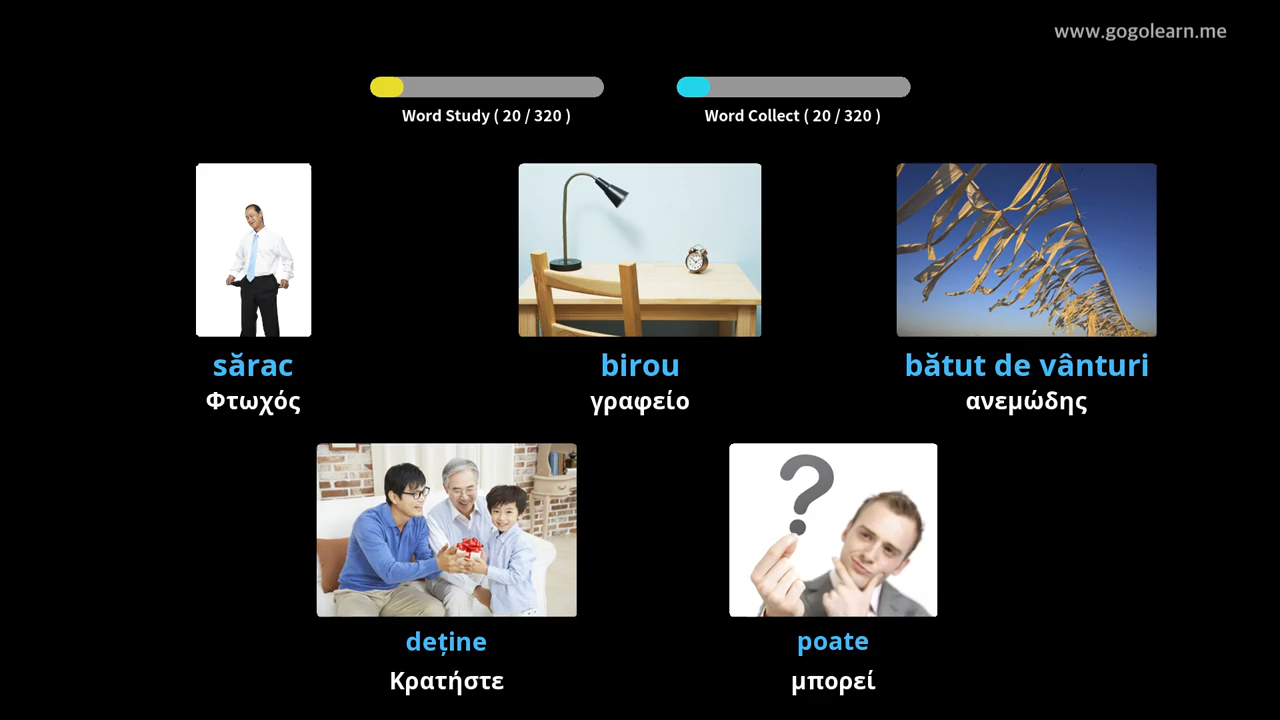 www.gogolearn.me
Word Study ( 20 / 320 )
Word Collect ( 20 / 320 )
sărac
Φτωχός
birou
γραφείο
bătut de vânturi
ανεμώδης
deține
Κρατήστε
poate
μπορεί